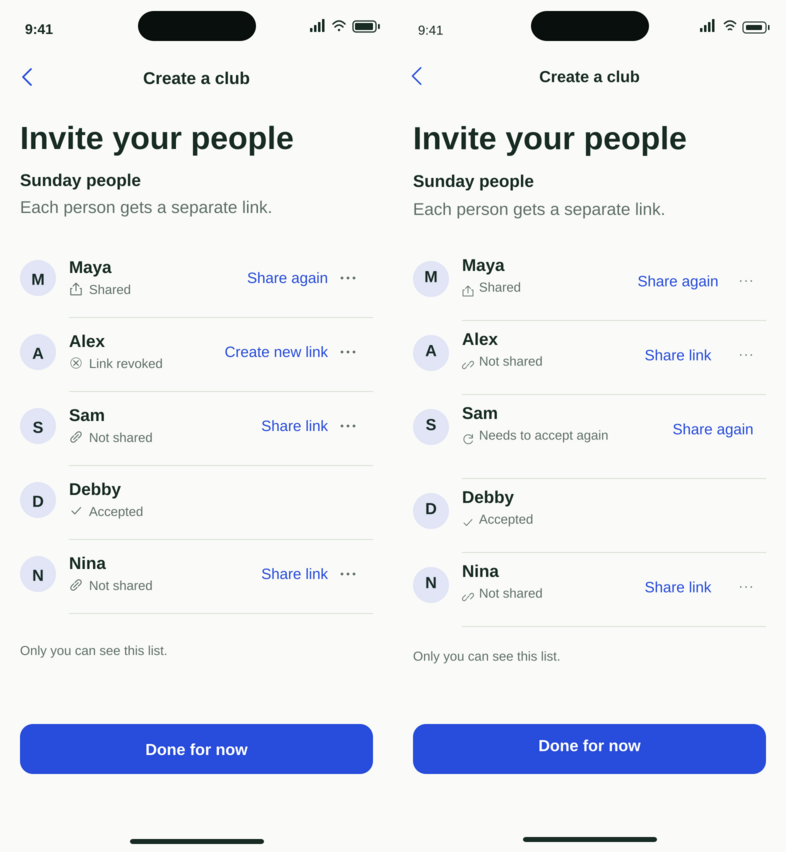 9:41
Create a club
Invite your people
Sunday people
Each person gets a separate link.
M
Maya
Shared
Share again
A
Alex
Link revoked
Create new link
S
Sam
Not shared
Share link
D
Debby
Accepted
N
Nina
Not shared
Share link
Only you can see this list.
Done for now
9:41
Create a club
Invite your people
Sunday people
Each person gets a separate link.
M
Maya
Shared
Share again
A
Alex
Not shared
Share link
S
Sam
Needs to accept again
Share again
D
Debby
Accepted
N
Nina
Not shared
Share link
Only you can see this list.
Done for now